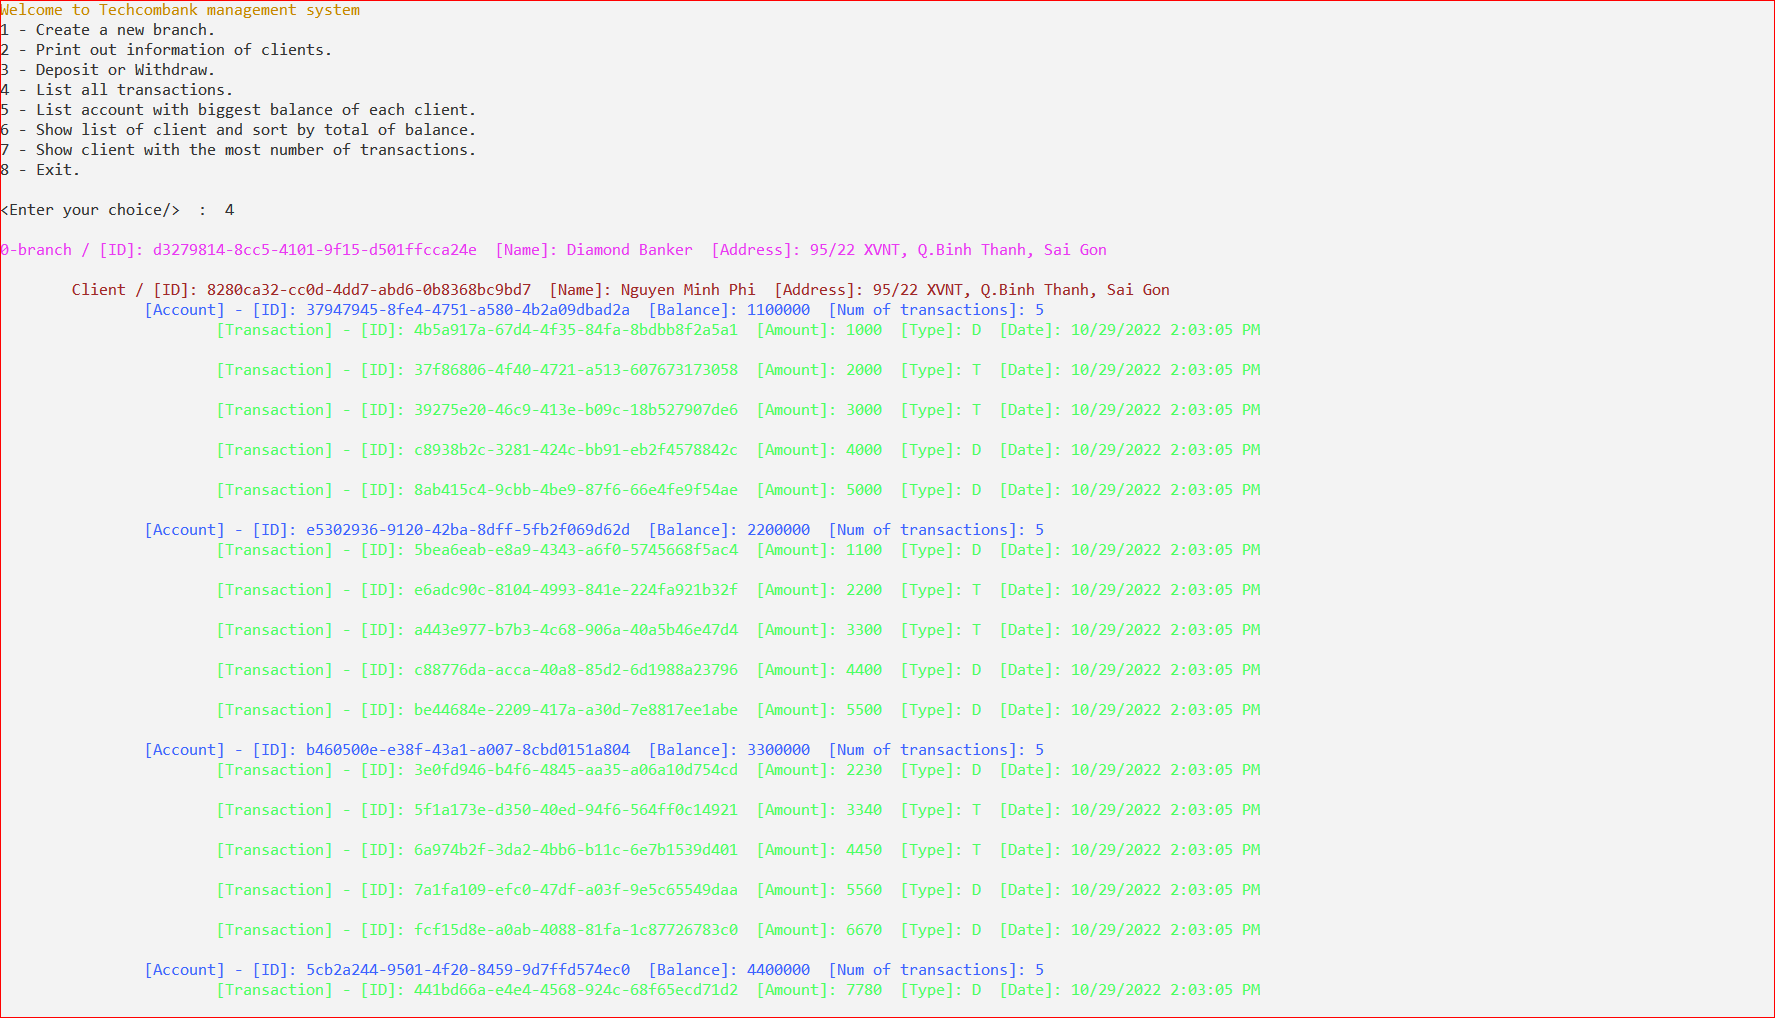 Welcome to Techcombank management system
1 - Create a new branch.
2 - Print out information of clients.
3 - Deposit or Withdraw.
4 - List all transactions.
5 - List account with biggest balance of each client.
6 - Show list of client and sort by total of balance.
7 - Show client with the most number of transactions.
8 - Exit.
<Enter your choice/>  :  4
0-branch / [ID]: d3279814-8cc5-4101-9f15-d501ffcca24e  [Name]: Diamond Banker  [Address]: 95/22 XVNT, Q.Binh Thanh, Sai Gon
Client / [ID]: 8280ca32-cc0d-4dd7-abd6-0b8368bc9bd7  [Name]: Nguyen Minh Phi  [Address]: 95/22 XVNT, Q.Binh Thanh, Sai Gon
[Account] - [ID]: 37947945-8fe4-4751-a580-4b2a09dbad2a  [Balance]: 1100000  [Num of transactions]: 5
[Transaction] - [ID]: 4b5a917a-67d4-4f35-84fa-8bdbb8f2a5a1  [Amount]: 1000  [Type]: D  [Date]: 10/29/2022 2:03:05 PM
[Transaction] - [ID]: 37f86806-4f40-4721-a513-607673173058  [Amount]: 2000  [Type]: T  [Date]: 10/29/2022 2:03:05 PM
[Transaction] - [ID]: 39275e20-46c9-413e-b09c-18b527907de6  [Amount]: 3000  [Type]: T  [Date]: 10/29/2022 2:03:05 PM
[Transaction] - [ID]: c8938b2c-3281-424c-bb91-eb2f4578842c  [Amount]: 4000  [Type]: D  [Date]: 10/29/2022 2:03:05 PM
[Transaction] - [ID]: 8ab415c4-9cbb-4be9-87f6-66e4fe9f54ae  [Amount]: 5000  [Type]: D  [Date]: 10/29/2022 2:03:05 PM
[Account] - [ID]: e5302936-9120-42ba-8dff-5fb2f069d62d  [Balance]: 2200000  [Num of transactions]: 5
[Transaction] - [ID]: 5bea6eab-e8a9-4343-a6f0-5745668f5ac4  [Amount]: 1100  [Type]: D  [Date]: 10/29/2022 2:03:05 PM
[Transaction] - [ID]: e6adc90c-8104-4993-841e-224fa921b32f  [Amount]: 2200  [Type]: T  [Date]: 10/29/2022 2:03:05 PM
[Transaction] - [ID]: a443e977-b7b3-4c68-906a-40a5b46e47d4  [Amount]: 3300  [Type]: T  [Date]: 10/29/2022 2:03:05 PM
[Transaction] - [ID]: c88776da-acca-40a8-85d2-6d1988a23796  [Amount]: 4400  [Type]: D  [Date]: 10/29/2022 2:03:05 PM
[Transaction] - [ID]: be44684e-2209-417a-a30d-7e8817ee1abe  [Amount]: 5500  [Type]: D  [Date]: 10/29/2022 2:03:05 PM
[Account] - [ID]: b460500e-e38f-43a1-a007-8cbd0151a804  [Balance]: 3300000  [Num of transactions]: 5
[Transaction] - [ID]: 3e0fd946-b4f6-4845-aa35-a06a10d754cd  [Amount]: 2230  [Type]: D  [Date]: 10/29/2022 2:03:05 PM
[Transaction] - [ID]: 5f1a173e-d350-40ed-94f6-564ff0c14921  [Amount]: 3340  [Type]: T  [Date]: 10/29/2022 2:03:05 PM
[Transaction] - [ID]: 6a974b2f-3da2-4bb6-b11c-6e7b1539d401  [Amount]: 4450  [Type]: T  [Date]: 10/29/2022 2:03:05 PM
[Transaction] - [ID]: 7a1fa109-efc0-47df-a03f-9e5c65549daa  [Amount]: 5560  [Type]: D  [Date]: 10/29/2022 2:03:05 PM
[Transaction] - [ID]: fcf15d8e-a0ab-4088-81fa-1c87726783c0  [Amount]: 6670  [Type]: D  [Date]: 10/29/2022 2:03:05 PM
[Account] - [ID]: 5cb2a244-9501-4f20-8459-9d7ffd574ec0  [Balance]: 4400000  [Num of transactions]: 5
[Transaction] - [ID]: 441bd66a-e4e4-4568-924c-68f65ecd71d2  [Amount]: 7780  [Type]: D  [Date]: 10/29/2022 2:03:05 PM